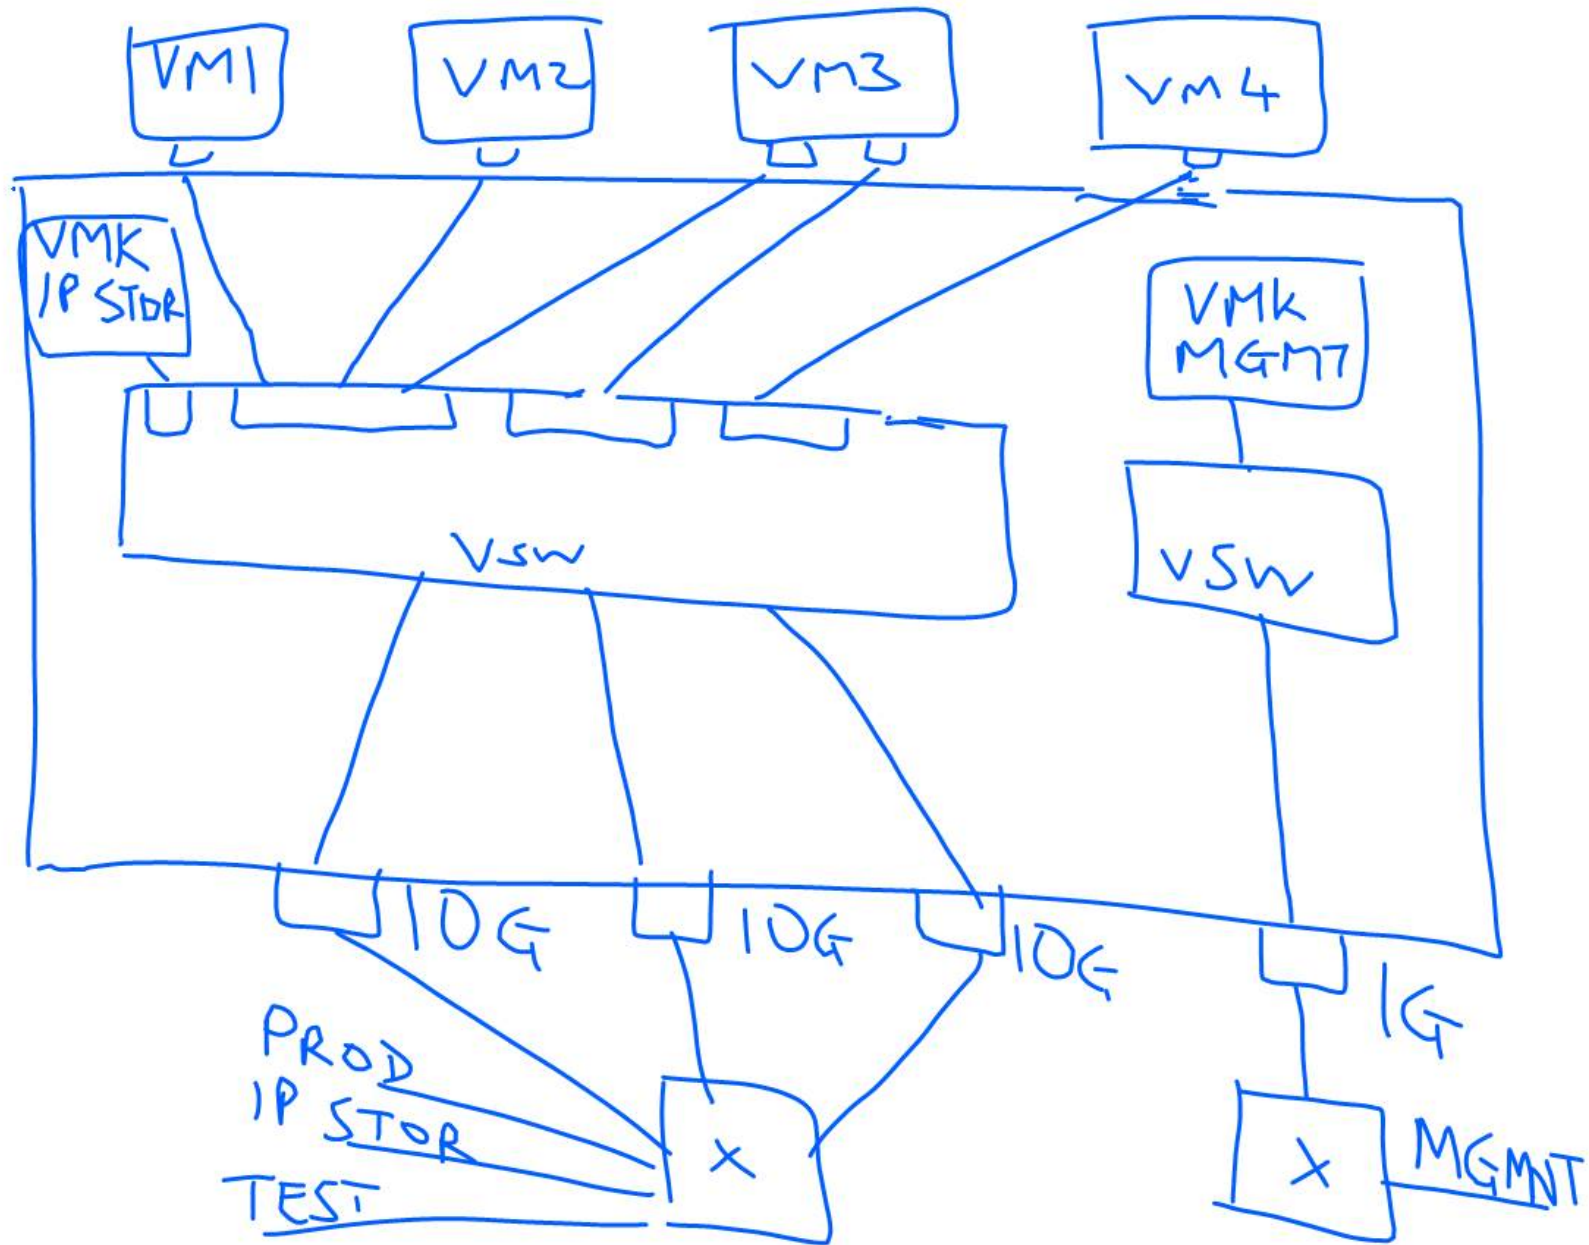 VM1
VM2
VM3
VM4
VMK
IP STOR
VMK
MGMT
VSW
VSW
10G
10G
10G
1G
PROD
IP STOR
TEST
X
X
MGMNT